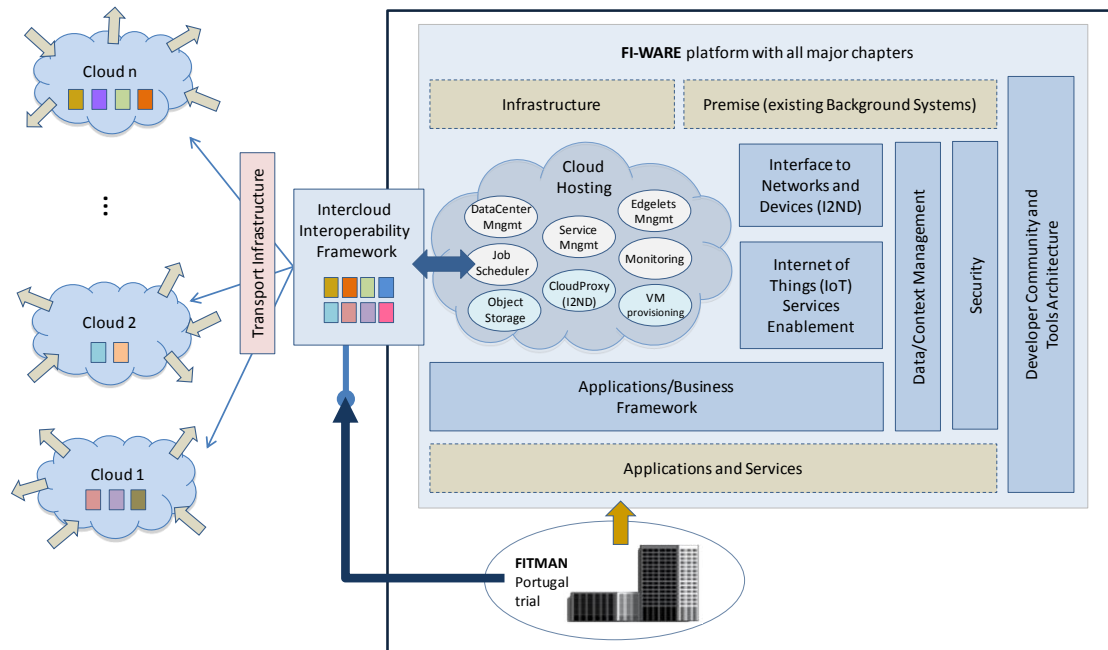 Cloud n
...
Cloud 2
Cloud 1
Transport Infrastructure
Intercloud
Interoperability
Framework
FI-WARE platform with all major chapters
Infrastructure
Premise (existing Background Systems)
Cloud
Hosting
DataCenter
Mngmt
Service
Mngmt
Edgelets
Mngmt
Job
Scheduler
Monitoring
Object
Storage
CloudProxy
(I2ND)
VM
provisioning
Interface to
Networks and
Devices (I2ND)
Internet of
Things (IoT)
Services
Enablement
Data/Context Management
Security
Developer Community and
Tools Architecture
Applications/Business
Framework
Applications and Services
FITMAN
Portugal
trial